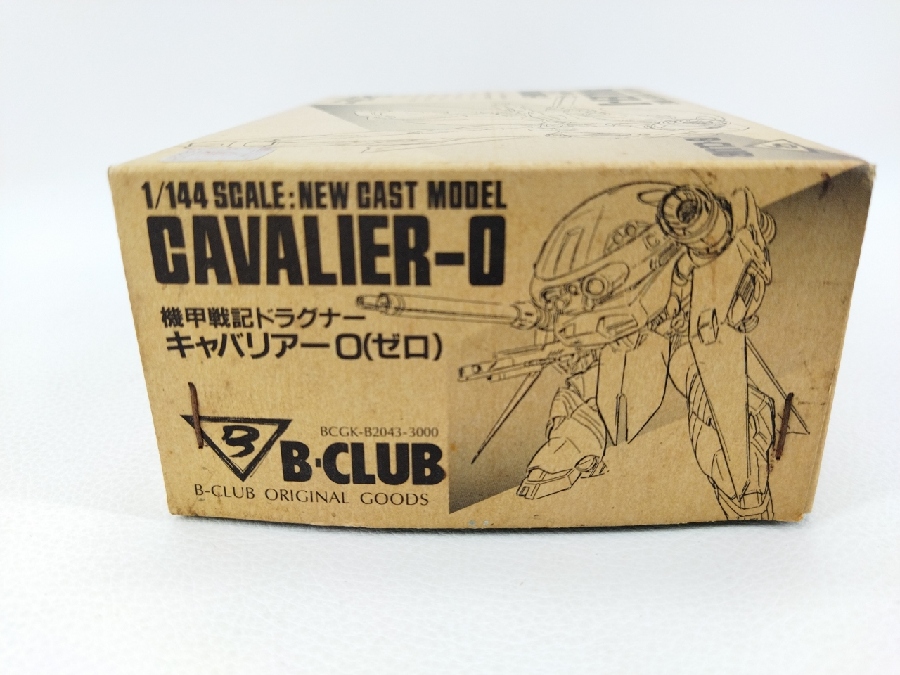 1/144 SCALE:NEW CAST MODEL
CAVALIER-0
機甲戦記ドラグナー
キャバリアー0(ゼロ)
BCGK-B2043-3000
B B-CLUB
B-CLUB ORIGINAL GOODS
B-CLUB